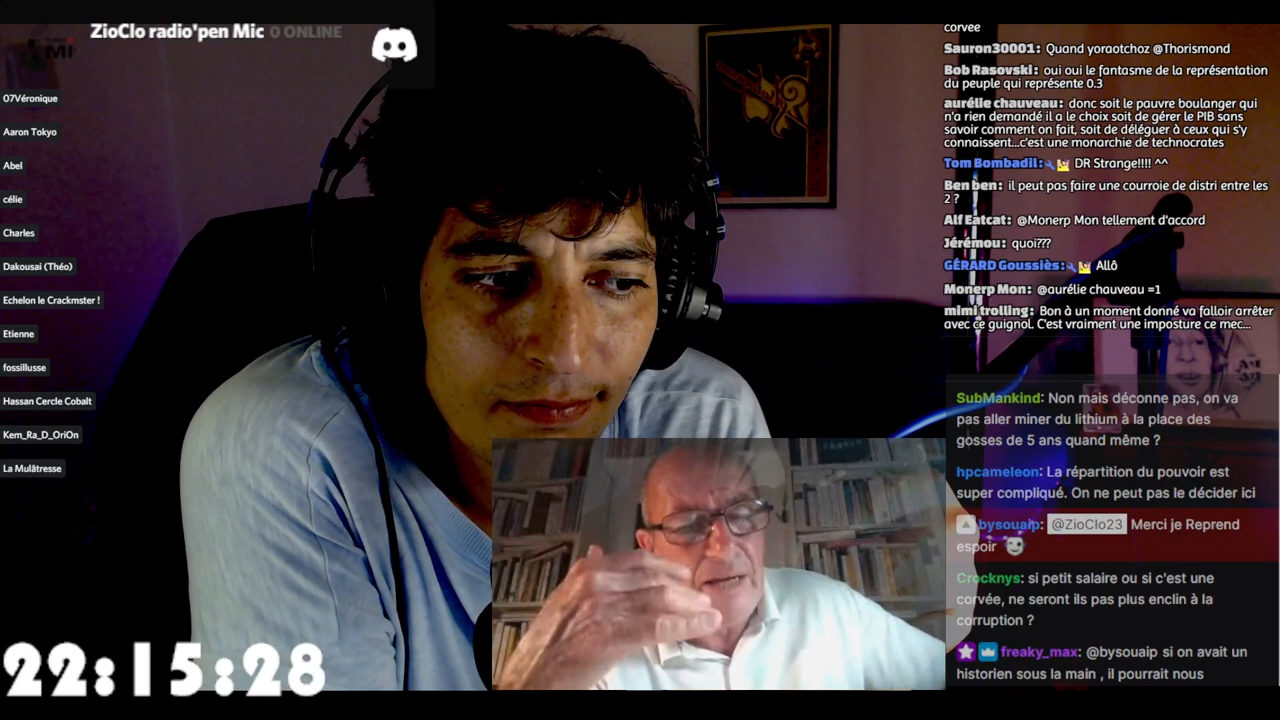 ZioClo radio'pen Mic 0 ONLINE
MI
07Véronique
Aaron Tokyo
Abel
célie
Charles
Dakousai (Théo)
Echelon le Crackmster !
Etienne
fossillusse
Hassan Cercle Cobalt
Kem_Ra_D_OriOn
La Mulâtresse
22:15:28
corvée
Sauron30001: Quand yoraotchoz @Thorismond
Bob Rasovski: oui oui le fantasme de la représentation
du peuple qui représente 0.3
aurélie chauveau: donc soit le pauvre boulanger qui
n'a rien demandé il a le choix soit de gérer le PIB sans
savoir comment on fait, soit de déléguer à ceux qui s'y
connaissent...c'est une monarchie de technocrates
Tom Bombadil: DR Strange!!!! ^^
Ben ben: il peut pas faire une courroie de distri entre les
2 ?
Alf Eatcat: @Monerp Mon tellement d'accord
Jérémou: quoi???
GÉRARD Goussiès: Allô
Monerp Mon: @aurélie chauveau =1
mimi trolling: Bon à un moment donné va falloir arrêter
avec ce guignol. C'est vraiment une imposture ce mec...
SubMankind: Non mais déconne pas, on va
pas aller miner du lithium à la place des
gosses de 5 ans quand même ?
hpcameleon: La répartition du pouvoir est
super compliqué. On ne peut pas le décider ici
bysouaip: @ZioClo23 Merci je Reprend
espoir
Crocknys: si petit salaire ou si c'est une
corvée, ne seront ils pas plus enclin à la
corruption ?
freaky_max: @bysouaip si on avait un
historien sous la main , il pourrait nous